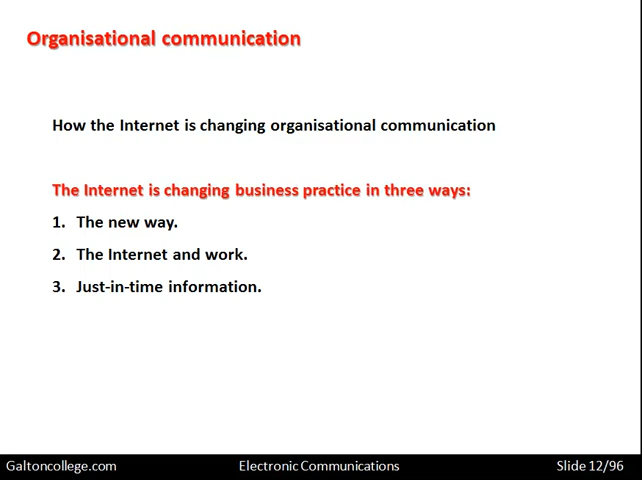 Organisational communication
How the Internet is changing organisational communication
The Internet is changing business practice in three ways:
1. The new way.
2. The Internet and work.
3. Just-in-time information.
Galtoncollege.com Electronic Communications Slide 12/96